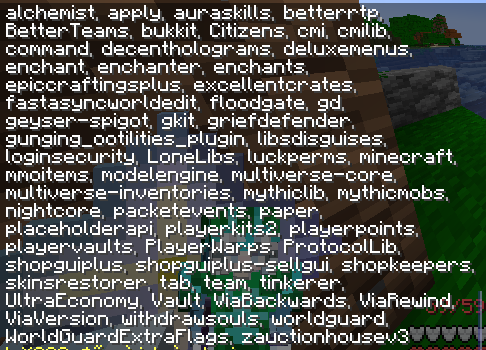 alchemist, apply, auraskills, betterrtp,
BetterTeams, bukkit, Citizens, cmi, cmilib,
command, decentholograms, deluxemenus,
enchant, enchanter, enchants,
epiccraftingsplus, excellentcrates,
fastasyncworldedit, floodgate, gd,
geyser-spigot, gkit, griefdefender,
gunging_ootilities_plugin, libsdisguises,
loginsecurity, LoneLibs, luckperms, minecraft,
mmoitems, modelengine, multiverse-core,
multiverse-inventories, mythiclib, mythicmobs,
nightcore, packetevents, paper,
placeholderapi, playerkits2, playerpoints,
playervaults, PlayerWarps, ProtocolLib,
shopguiplus, shopguiplus-sellgui, shopkeepers,
skinsrestorer, tab, team, tinkerer,
UltraEconomy, Vault, ViaBackwards, ViaRewind,
ViaVersion, withdrawsouls, worldguard,
WorldGuardExtraFlags, zauctionhousev3